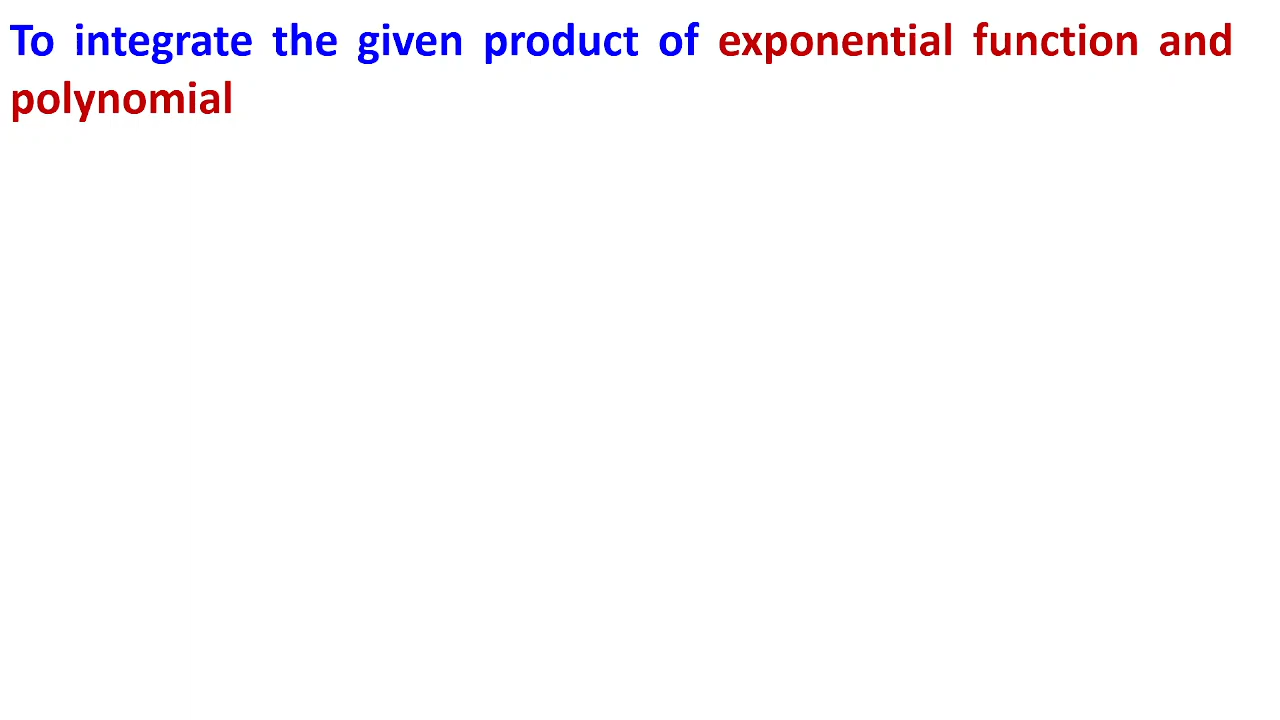 To integrate the given product of exponential function and
polynomial